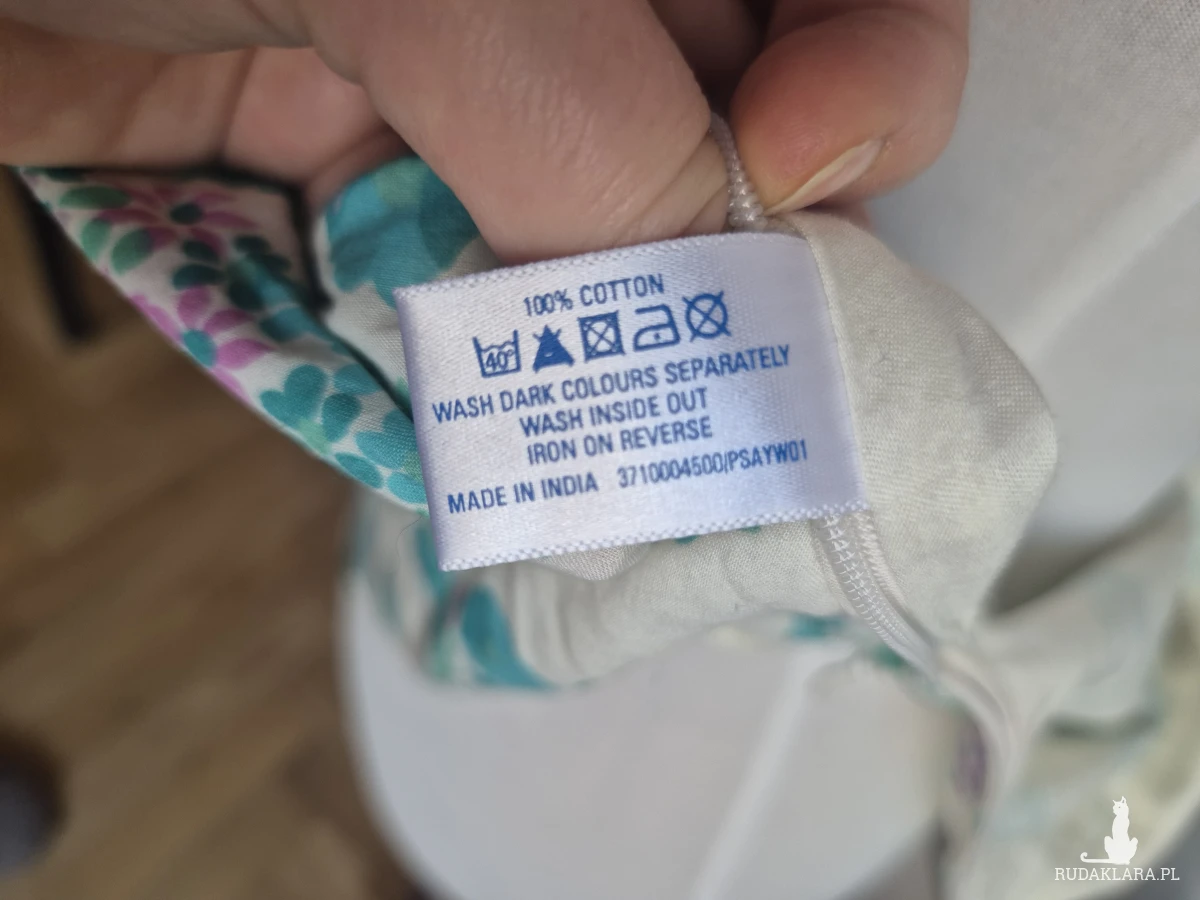 100% COTTON
40°
WASH DARK COLOURS SEPARATELY
WASH INSIDE OUT
IRON ON REVERSE
MADE IN INDIA 3710004500/PSAYW01
RUDAKLARA.PL